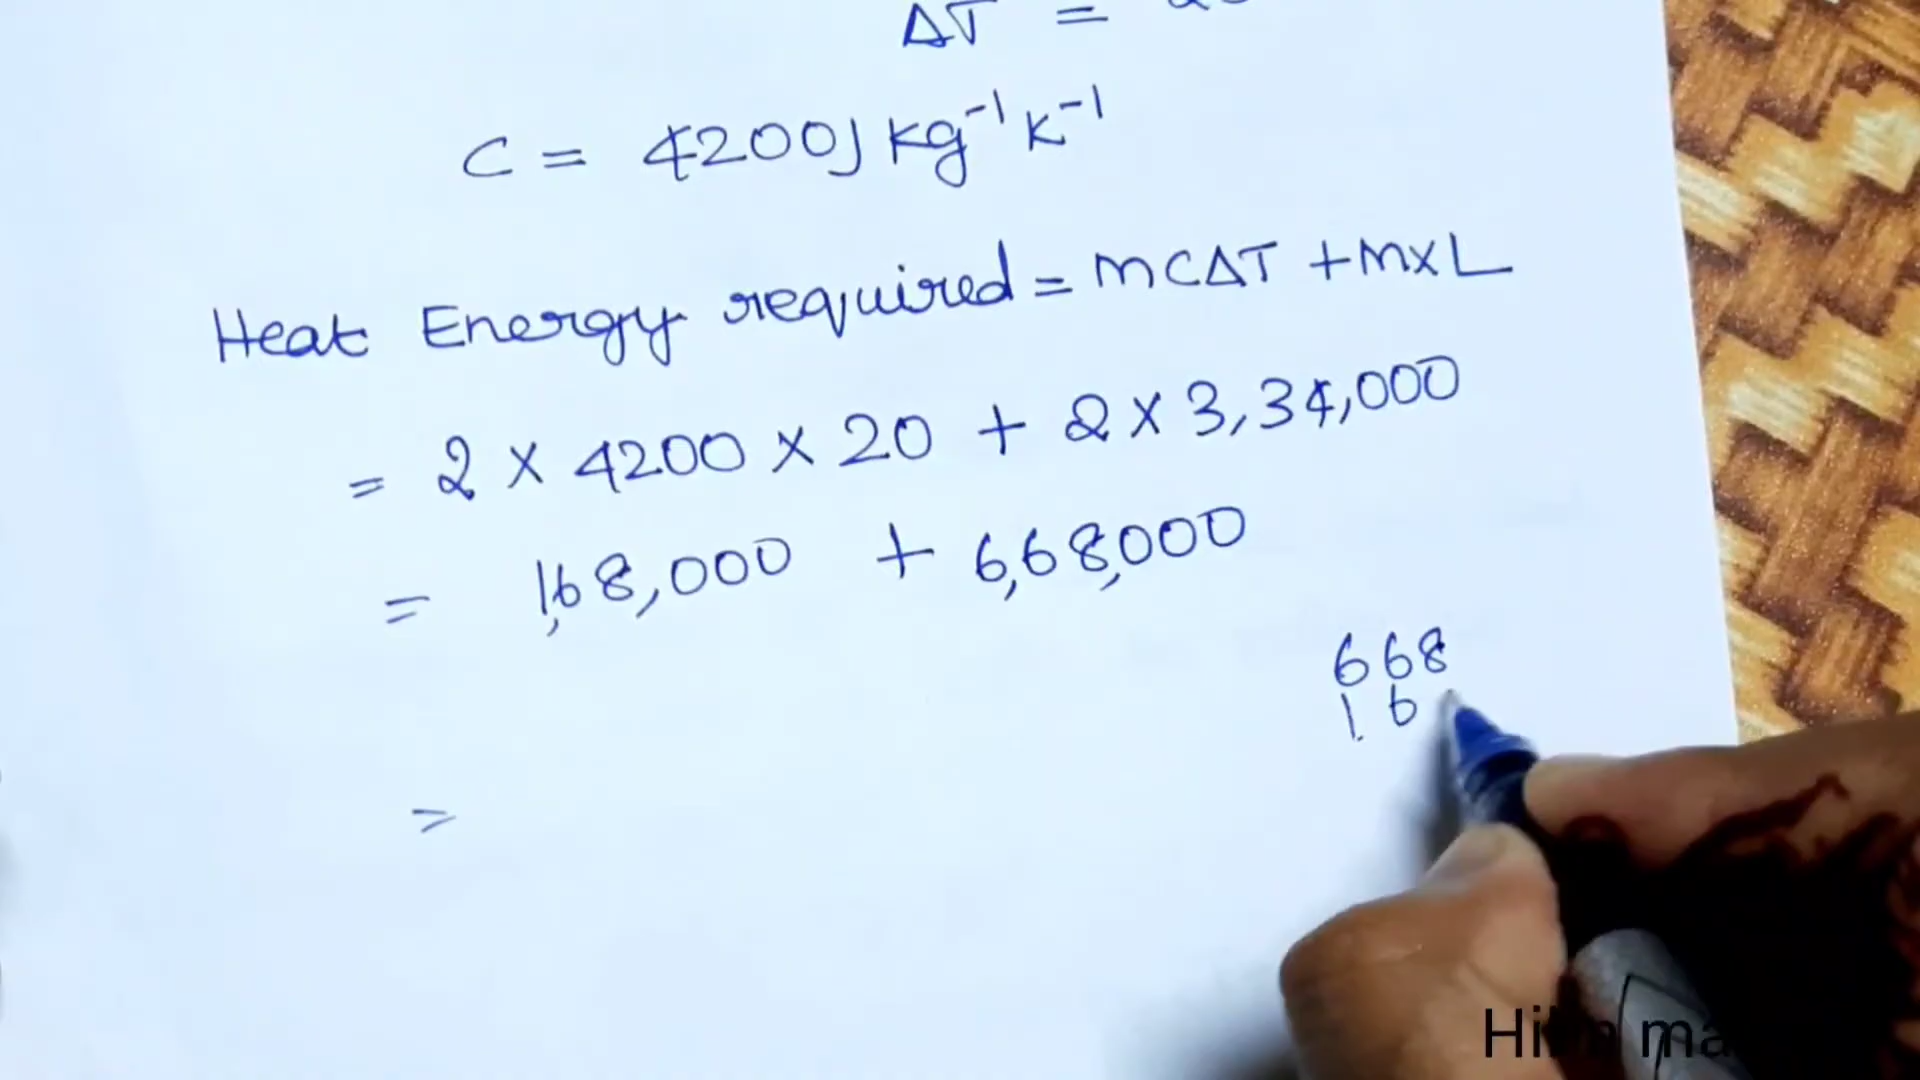 ΔT =
C = 4200J kg⁻¹ K⁻¹
Heat Energy required = mCΔT + m×L
= 2 × 4200 × 20 + 2 × 3,34,000
= 1,68,000 + 6,68,000
668
16
=